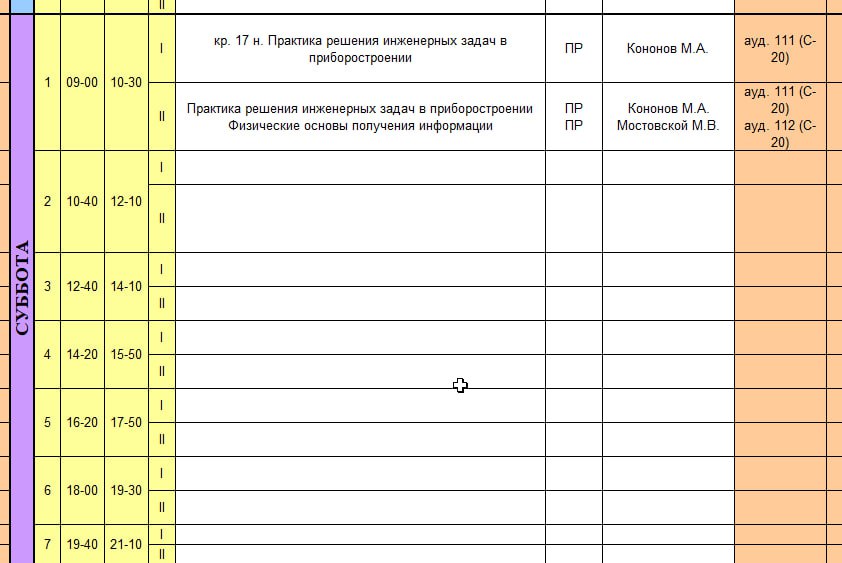 II
СУББОТА
1
09-00
10-30
I
кр. 17 н. Практика решения инженерных задач в
приборостроении
ПР
Кононов М.А.
ауд. 111 (С-
20)
II
Практика решения инженерных задач в приборостроении
Физические основы получения информации
ПР
ПР
Кононов М.А.
Мостовской М.В.
ауд. 111 (С-
20)
ауд. 112 (С-
20)
2
10-40
12-10
I
II
3
12-40
14-10
I
II
4
14-20
15-50
I
II
5
16-20
17-50
I
II
6
18-00
19-30
I
II
7
19-40
21-10
I
II